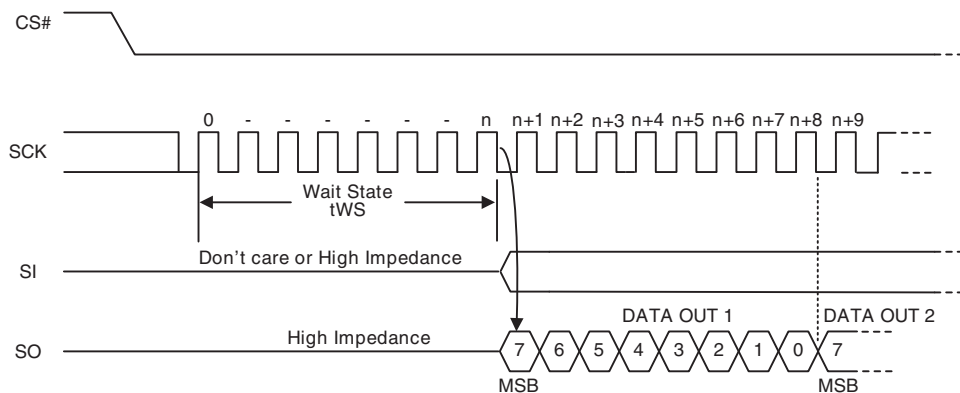 CS#
0 - - - - - - n n+1 n+2 n+3 n+4 n+5 n+6 n+7 n+8 n+9
SCK
Wait State
tWS
Don't care or High Impedance
SI
DATA OUT 1 DATA OUT 2
High Impedance
SO 7 6 5 4 3 2 1 0 7
MSB MSB